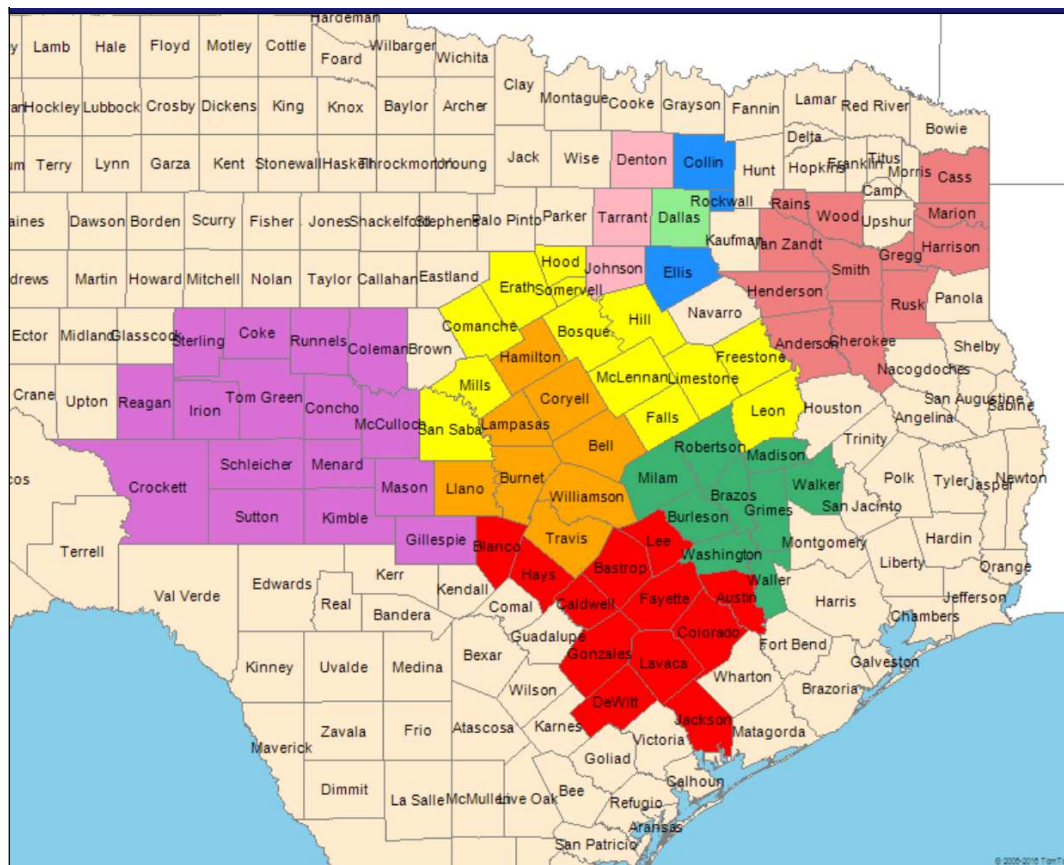 Hardeman
Lamb Hale Floyd Motley Cottle Foard Wilbarger Wichita
Clay Montague Cooke Grayson Fannin Lamar Red River Bowie
Hockley Lubbock Crosby Dickens King Knox Baylor Archer
Delta Titus
Terry Lynn Garza Kent Stonewall Haskell Throckmorton Young Jack Wise Denton Collin Hunt Hopkins Franklin Morris Cass
Camp
Rockwall Rains Wood Upshur Marion
Dawson Borden Scurry Fisher Jones Shackelford Stephens Palo Pinto Parker Tarrant Dallas Kaufman Van Zandt Gregg Harrison
Hood Smith
Martin Howard Mitchell Nolan Taylor Callahan Eastland Erath Somervell Johnson Ellis Henderson Rusk Panola
Ector Midland Glasscock Sterling Coke Runnels Coleman Brown Comanche Bosque Hill Navarro Anderson Cherokee Shelby
Hamilton Freestone Nacogdoches
Crane Upton Reagan Irion Tom Green Concho McCulloch Mills Coryell McLennan Limestone Leon Houston Angelina San Augustine Sabine
San Saba Lampasas Bell Falls Robertson Madison Trinity
Crockett Schleicher Menard Mason Llano Burnet Williamson Milam Brazos Walker Polk Tyler Jasper Newton
Sutton Kimble Burleson Grimes San Jacinto
Terrell Gillespie Blanco Travis Lee Washington Montgomery Liberty Hardin
Val Verde Edwards Kerr Kendall Hays Bastrop Waller Orange
Real Bandera Comal Caldwell Fayette Austin Harris Chambers Jefferson
Guadalupe Colorado Fort Bend
Kinney Uvalde Medina Bexar Gonzales Lavaca Wharton Galveston
Wilson Brazoria
Maverick Zavala Frio Atascosa Karnes DeWitt Jackson Matagorda
Goliad Victoria
Dimmit La Salle McMullen Live Oak Bee Calhoun
Refugio
Aransas
San Patricio